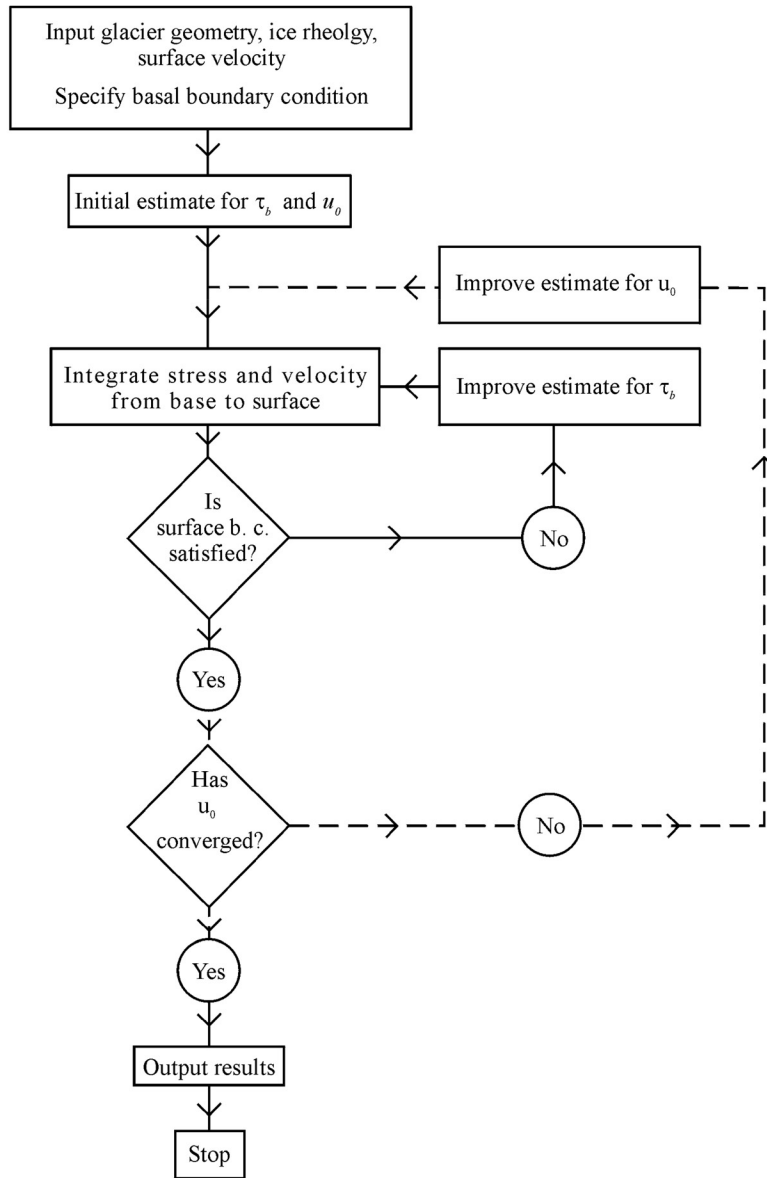 Input glacier geometry, ice rheolgy,
surface velocity
Specify basal boundary condition
Initial estimate for τb and u0
Improve estimate for u0
Integrate stress and velocity
from base to surface
Improve estimate for τb
Is
surface b. c.
satisfied?
No
Yes
Has
u0
converged?
No
Yes
Output results
Stop